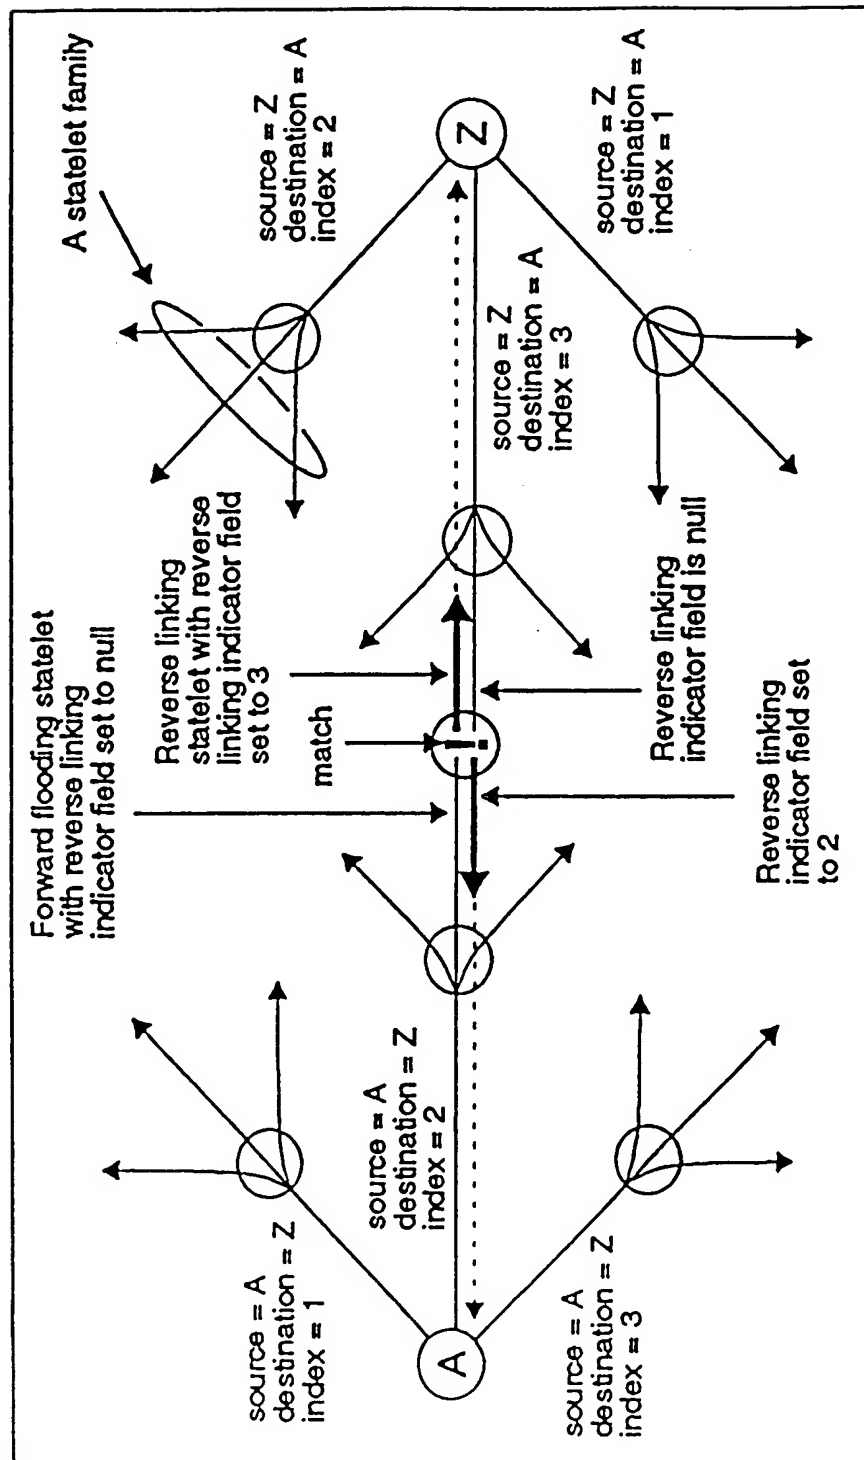 Forward flooding statelet
with reverse linking
indicator field set to null
A statelet family
Reverse linking
statelet with reverse
linking indicator field
set to 3
match
source = A
destination = Z
index = 1
source = A
destination = Z
index = 2
source = A
destination = Z
index = 3
source = Z
destination = A
index = 2
source = Z
destination = A
index = 3
source = Z
destination = A
index = 1
A
Z
Reverse linking
indicator field set
to 2
Reverse linking
indicator field is null